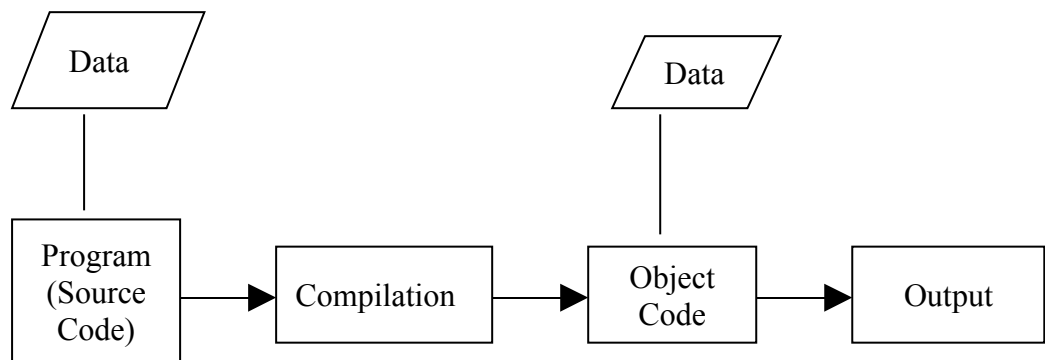 Data
Data
Program
(Source
Code)
Compilation
Object
Code
Output